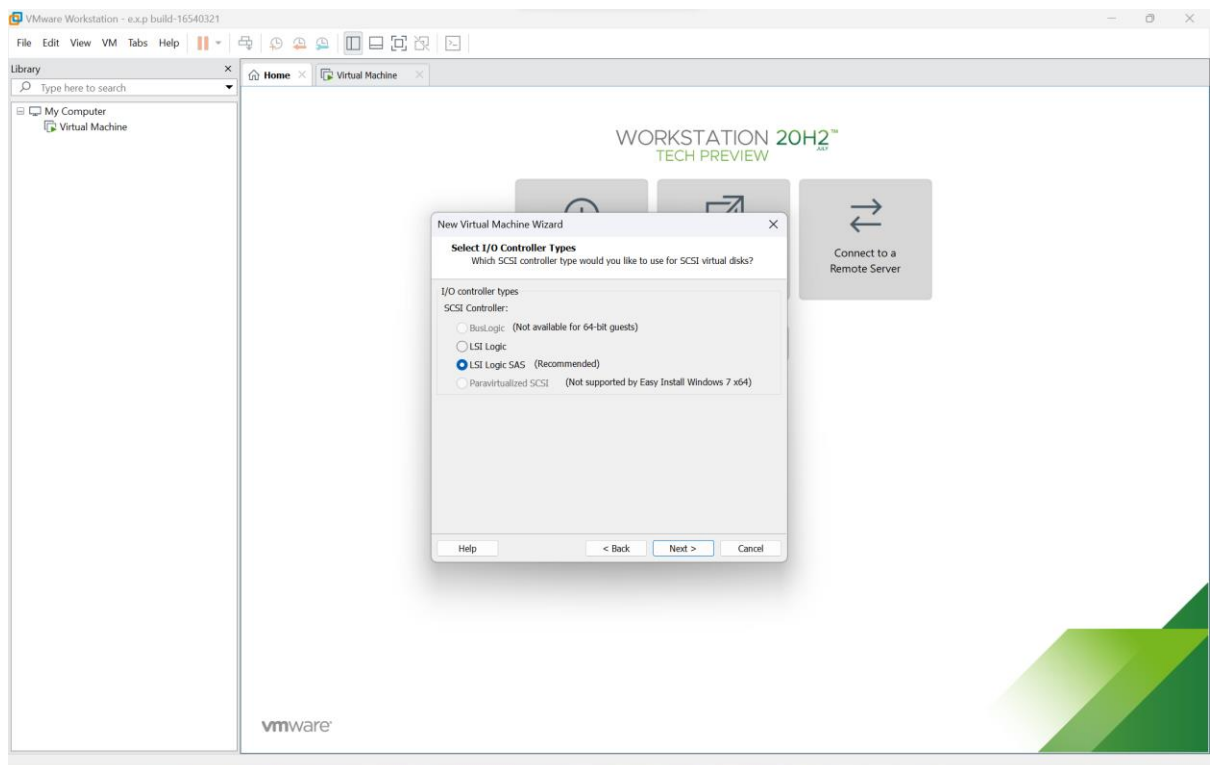 VMware Workstation - e.x.p build-16540321
File Edit View VM Tabs Help
Library
Type here to search
My Computer
Virtual Machine
Home
Virtual Machine
WORKSTATION 20H2™
TECH PREVIEW
Connect to a
Remote Server
New Virtual Machine Wizard
Select I/O Controller Types
Which SCSI controller type would you like to use for SCSI virtual disks?
I/O controller types
SCSI Controller:
BusLogic (Not available for 64-bit guests)
LSI Logic
LSI Logic SAS (Recommended)
Paravirtualized SCSI (Not supported by Easy Install Windows 7 x64)
Help < Back Next > Cancel
vmware